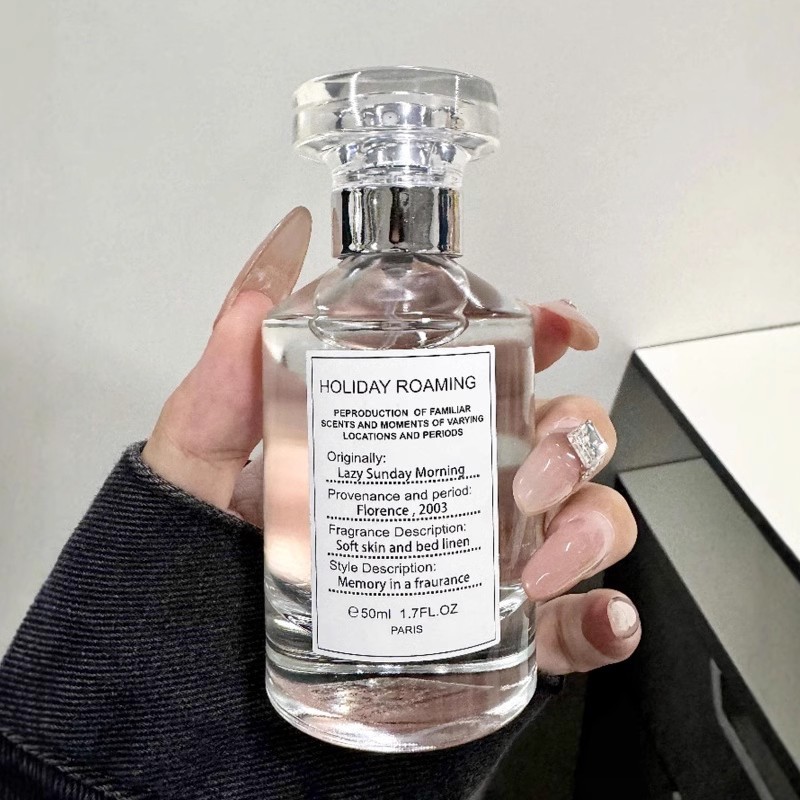 HOLIDAY ROAMING
PEPRODUCTION OF FAMILIAR
SCENTS AND MOMENTS OF VARYING
LOCATIONS AND PERIODS
Originally:
Lazy Sunday Morning
Provenance and period:
Florence , 2003
Fragrance Description:
Soft skin and bed linen
Style Description:
Memory in a fraurance
℮50ml 1.7FL.OZ
PARIS